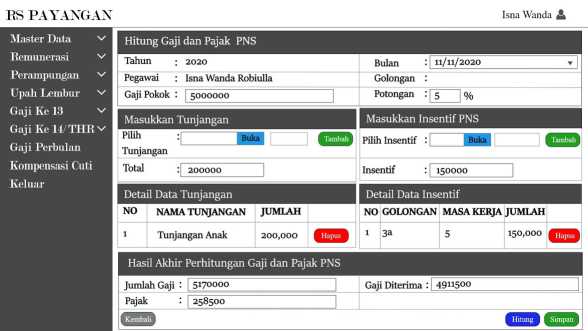 RS PAYANGAN
Isna Wanda
Master Data
Remunerasi
Perampungan
Upah Lembur
Gaji Ke 13
Gaji Ke 14/ THR
Gaji Perbulan
Kompensasi Cuti
Keluar
Hitung Gaji dan Pajak PNS
Tahun : 2020
Bulan : 11/11/2020
Pegawai : Isna Wanda Robiulla
Golongan :
Gaji Pokok : 5000000
Potongan : 5 %
Masukkan Tunjangan
Pilih Tunjangan : Buka Tambah
Total : 200000
Masukkan Insentif PNS
Pilih Insentif : Buka Tambah
Insentif : 150000
Detail Data Tunjangan
NO NAMA TUNJANGAN JUMLAH
1 Tunjangan Anak 200,000 Hapus
Detail Data Insentif
NO GOLONGAN MASA KERJA JUMLAH
1 3a 5 150,000 Hapus
Hasil Akhir Perhitungan Gaji dan Pajak PNS
Jumlah Gaji : 5170000
Gaji Diterima : 4911500
Pajak : 258500
Kembali
Hitung Simpan